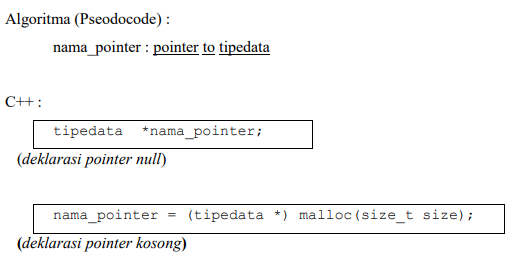 Algoritma (Pseodocode) :
nama_pointer : pointer to tipedata
C++ :
tipedata  *nama_pointer;
(deklarasi pointer null)
nama_pointer = (tipedata *) malloc(size_t size);
(deklarasi pointer kosong)